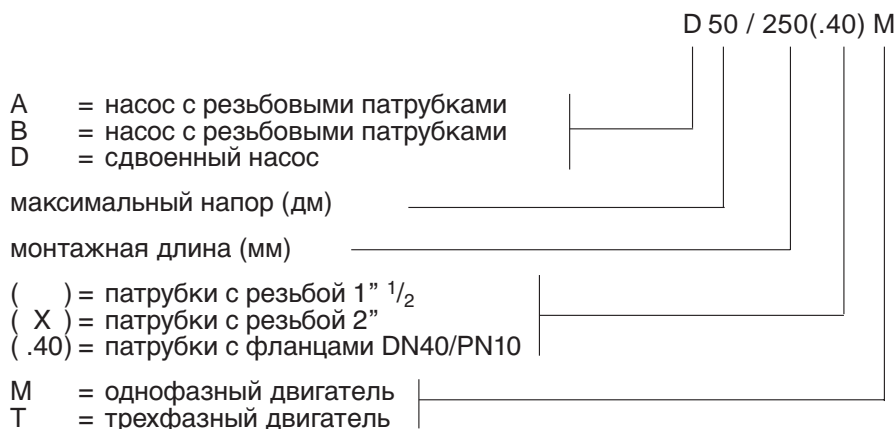 D 50 / 250(.40) M
A = насос с резьбовыми патрубками
B = насос с резьбовыми патрубками
D = сдвоенный насос
максимальный напор (дм)
монтажная длина (мм)
(   ) = патрубки с резьбой 1” 1/2
( X ) = патрубки с резьбой 2”
( .40) = патрубки с фланцами DN40/PN10
M = однофазный двигатель
T = трехфазный двигатель